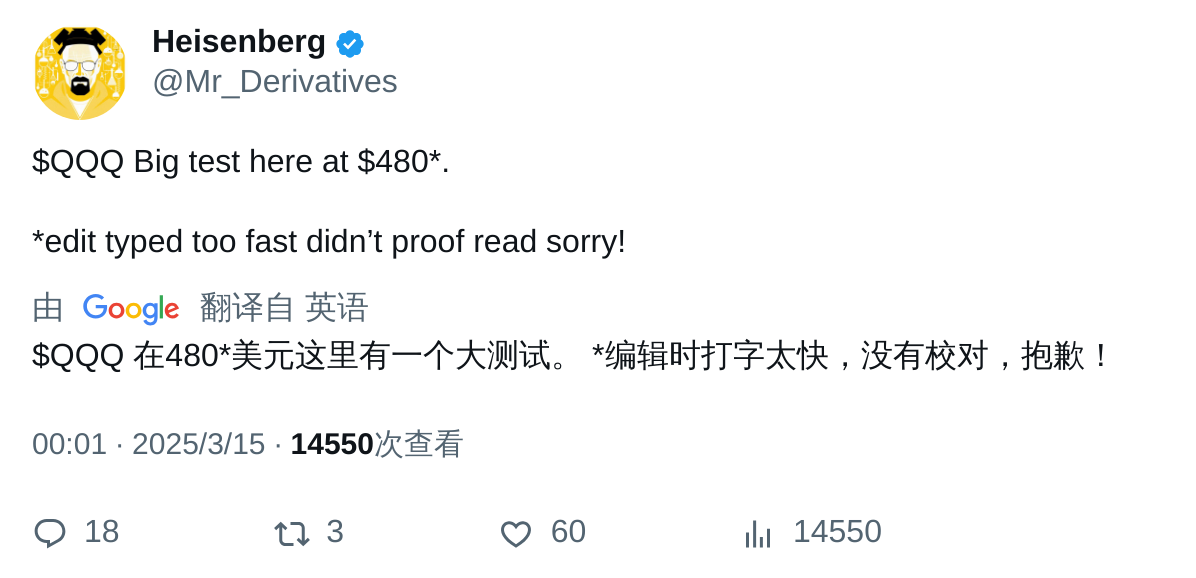 Heisenberg
@Mr_Derivatives
$QQQ Big test here at $480*.
*edit typed too fast didn’t proof read sorry!
由 Google 翻译自 英语
$QQQ 在480*美元这里有一个大测试。 *编辑时打字太快，没有校对，抱歉！
00:01 · 2025/3/15 · 14550次查看
18 3 60 14550